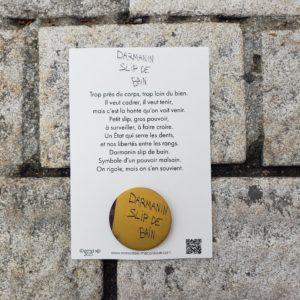 DARMANIN
SLIP DE
BAIN
Trop près du corps, trop loin du bien.
Il veut cadrer, il veut tenir,
mais c'est la honte qu'on voit venir.
Petit slip, gros pouvoir,
à surveiller, à faire croire.
Un État qui serre les dents,
et nos libertés entre les rangs.
Darmanin slip de bain.
Symbole d'un pouvoir malsain.
On rigole, mais on s'en souvient.
DARMANIN
SLIP DE
BAIN